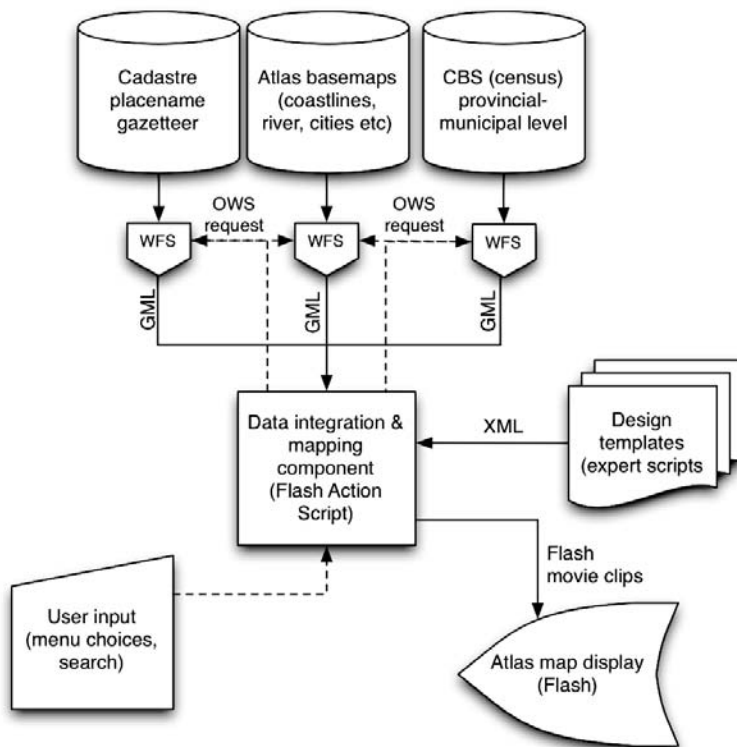 Cadastre
placename
gazetteer
Atlas basemaps
(coastlines,
river, cities etc)
CBS (census)
provincial-
municipal level
OWS
request
OWS
request
WFS
WFS
WFS
GML
GML
GML
Data integration &
mapping
component
(Flash Action
Script)
XML
Design
templates
(expert scripts
Flash
movie clips
User input
(menu choices,
search)
Atlas map display
(Flash)